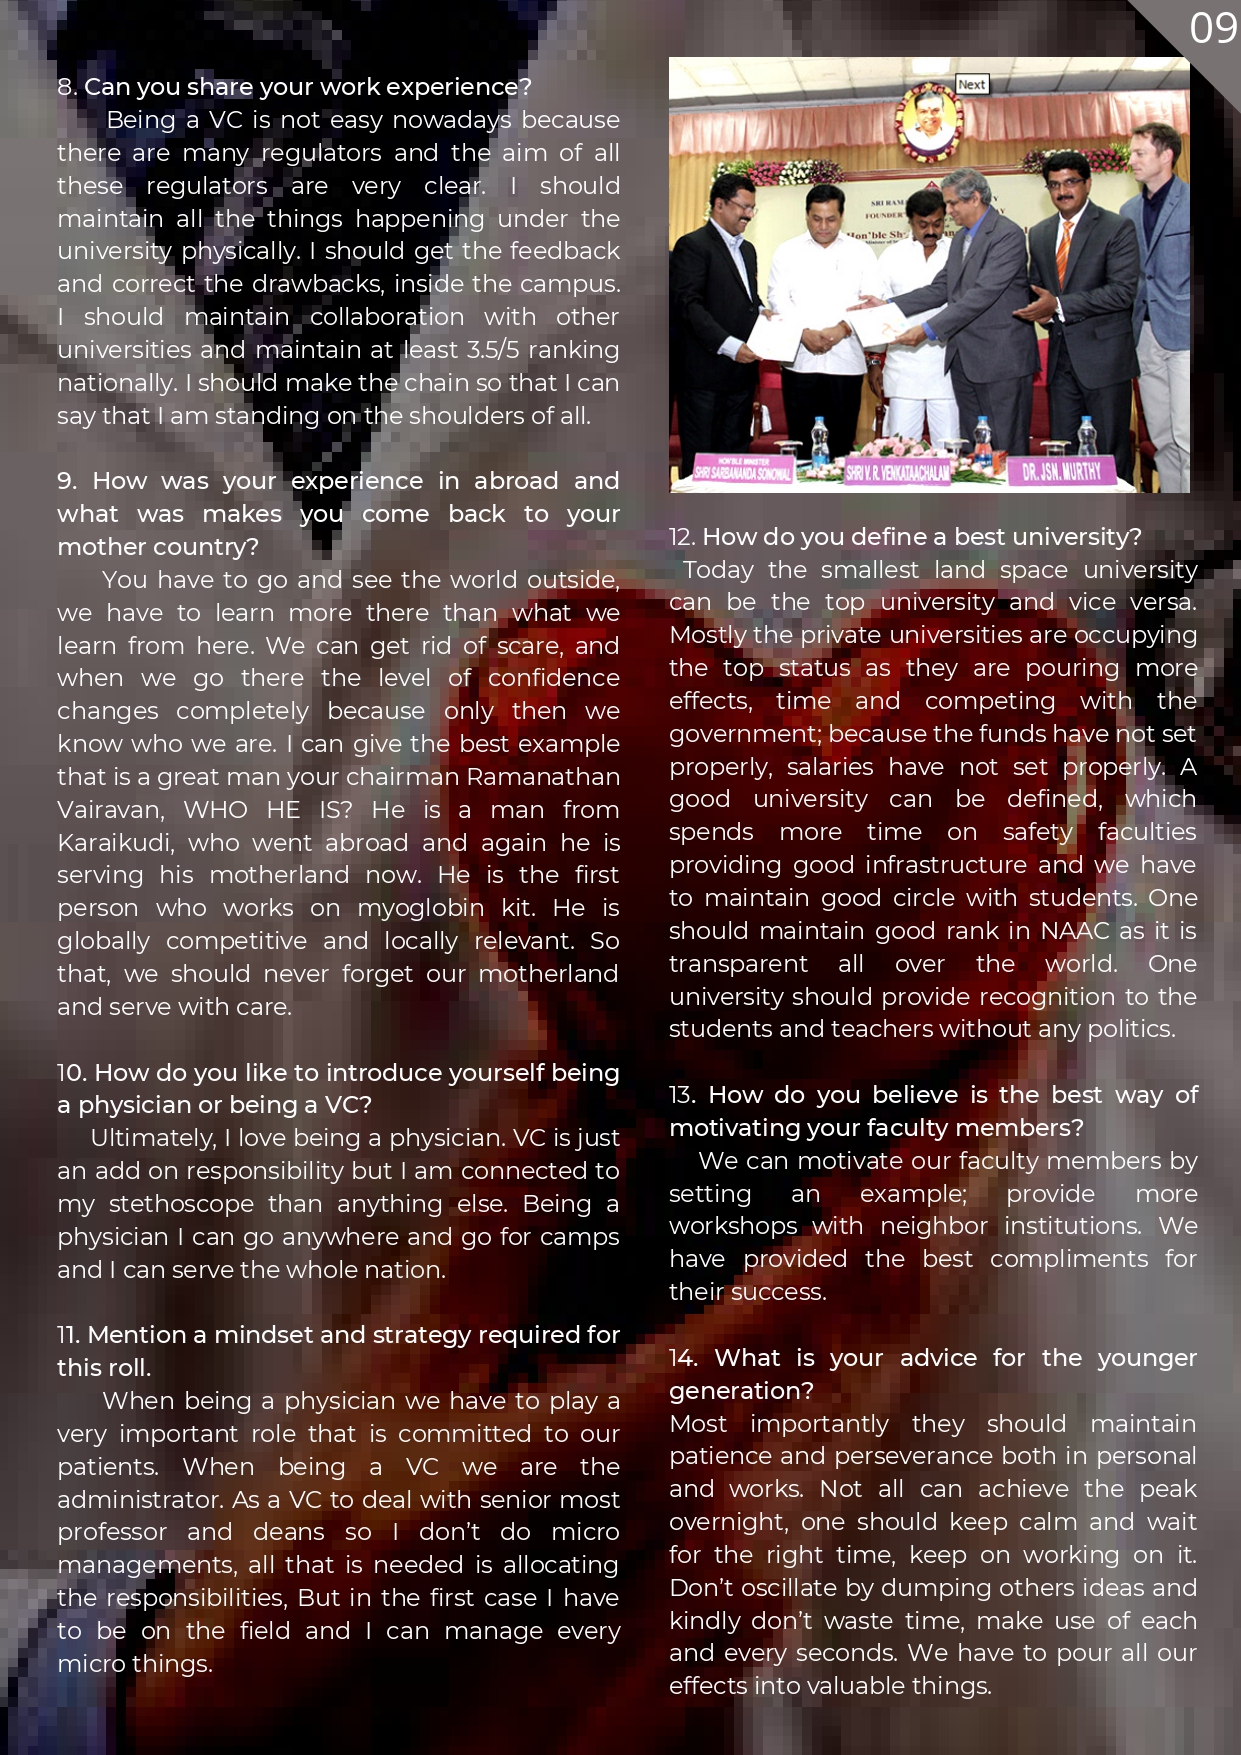 09
8. Can you share your work experience?
Being a VC is not easy nowadays because
there are many regulators and the aim of all
these regulators are very clear. I should
maintain all the things happening under the
university physically. I should get the feedback
and correct the drawbacks, inside the campus.
I should maintain collaboration with other
universities and maintain at least 3.5/5 ranking
nationally. I should make the chain so that I can
say that I am standing on the shoulders of all.
9. How was your experience in abroad and
what was makes you come back to your
mother country?
You have to go and see the world outside,
we have to learn more there than what we
learn from here. We can get rid of scare, and
when we go there the level of confidence
changes completely because only then we
know who we are. I can give the best example
that is a great man your chairman Ramanathan
Vairavan, WHO HE IS? He is a man from
Karaikudi, who went abroad and again he is
serving his motherland now. He is the first
person who works on myoglobin kit. He is
globally competitive and locally relevant. So
that, we should never forget our motherland
and serve with care.
10. How do you like to introduce yourself being
a physician or being a VC?
Ultimately, I love being a physician. VC is just
an add on responsibility but I am connected to
my stethoscope than anything else. Being a
physician I can go anywhere and go for camps
and I can serve the whole nation.
11. Mention a mindset and strategy required for
this roll.
When being a physician we have to play a
very important role that is committed to our
patients. When being a VC we are the
administrator. As a VC to deal with senior most
professor and deans so I don’t do micro
managements, all that is needed is allocating
the responsibilities, But in the first case I have
to be on the field and I can manage every
micro things.
Next
SRI RAM
FOUNDER'
Hon'ble Sh
HON'BLE MINISTER
SHRI SARBANANDA SONOWAL
SHRI V. R. VENKATAACHALAM
DR. JSN. MURTHY
12. How do you define a best university?
Today the smallest land space university
can be the top university and vice versa.
Mostly the private universities are occupying
the top status as they are pouring more
effects, time and competing with the
government; because the funds have not set
properly, salaries have not set properly. A
good university can be defined, which
spends more time on safety faculties
providing good infrastructure and we have
to maintain good circle with students. One
should maintain good rank in NAAC as it is
transparent all over the world. One
university should provide recognition to the
students and teachers without any politics.
13. How do you believe is the best way of
motivating your faculty members?
We can motivate our faculty members by
setting an example; provide more
workshops with neighbor institutions. We
have provided the best compliments for
their success.
14. What is your advice for the younger
generation?
Most importantly they should maintain
patience and perseverance both in personal
and works. Not all can achieve the peak
overnight, one should keep calm and wait
for the right time, keep on working on it.
Don’t oscillate by dumping others ideas and
kindly don’t waste time, make use of each
and every seconds. We have to pour all our
effects into valuable things.